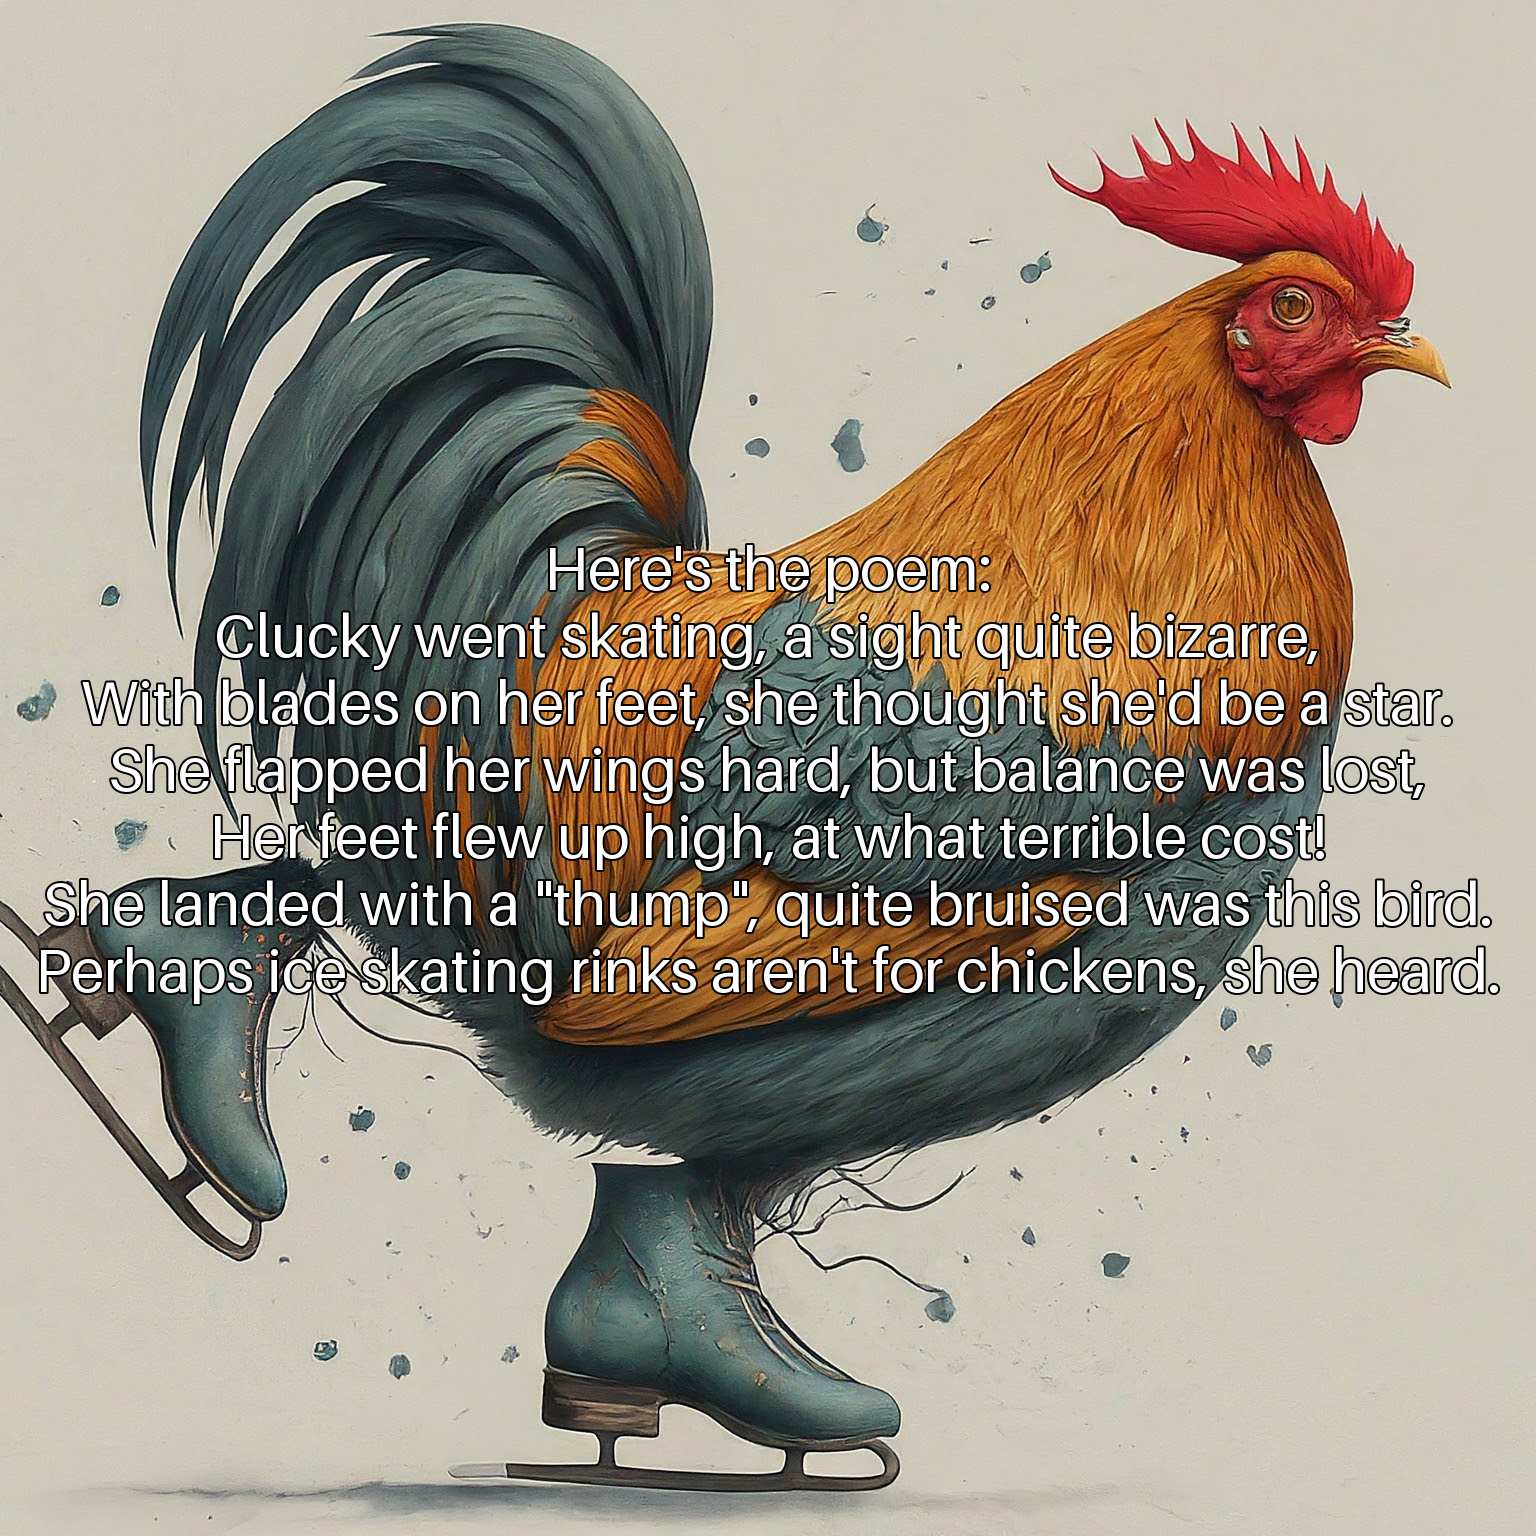 Here's the poem:
Clucky went skating, a sight quite bizarre,
With blades on her feet, she thought she'd be a star.
She flapped her wings hard, but balance was lost,
Her feet flew up high, at what terrible cost!
She landed with a "thump", quite bruised was this bird.
Perhaps ice skating rinks aren't for chickens, she heard.